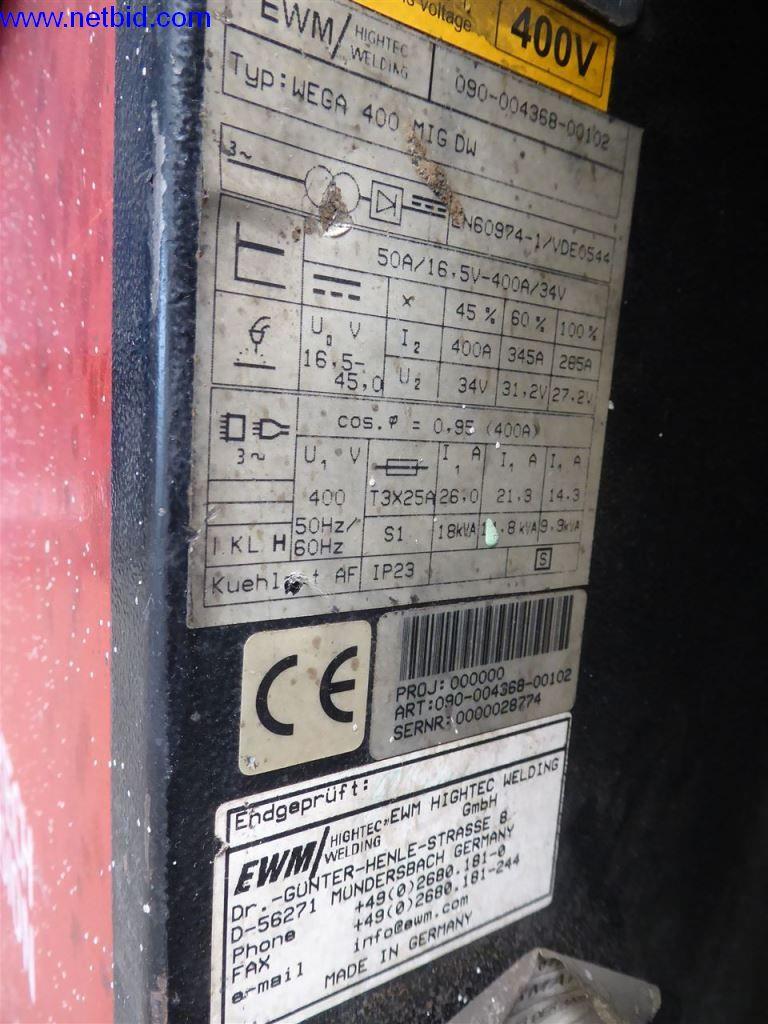 www.netbid.com
Voltage
400V
EWM/ HIGHTEC WELDING
090-004368-00102
Typ: WEGA 400 MIG DW
3~
EN60974-1/VDE0544
50A/16,5V-400A/34V
X 45% 60% 100%
U0 V I2 400A 345A 285A
16,5-45,0 U2 34V 31,2V 27,2V
cos.φ = 0,95 (400A)
3~ U1 V I1 A I1 A I1 A
400 T3X25A 26.0 21.3 14.3
I.KL H 50Hz/60Hz S1 18kVA .8kVA 9.9kVA
AF IP23 S
CE
PROJ: 000000
ART: 090-004368-00102
SERNR: 0000028774
Endgeprüft:
EWM/ HIGHTEC® WELDING
EWM HIGHTEC WELDING GmbH
Dr.-GÜNTER-HENLE-STRASSE 8
D-56271 MÜNDERSBACH GERMANY
Phone +49(0)2680.181-0
FAX +49(0)2680.181-244
e-mail info@ewm.com
MADE IN GERMANY